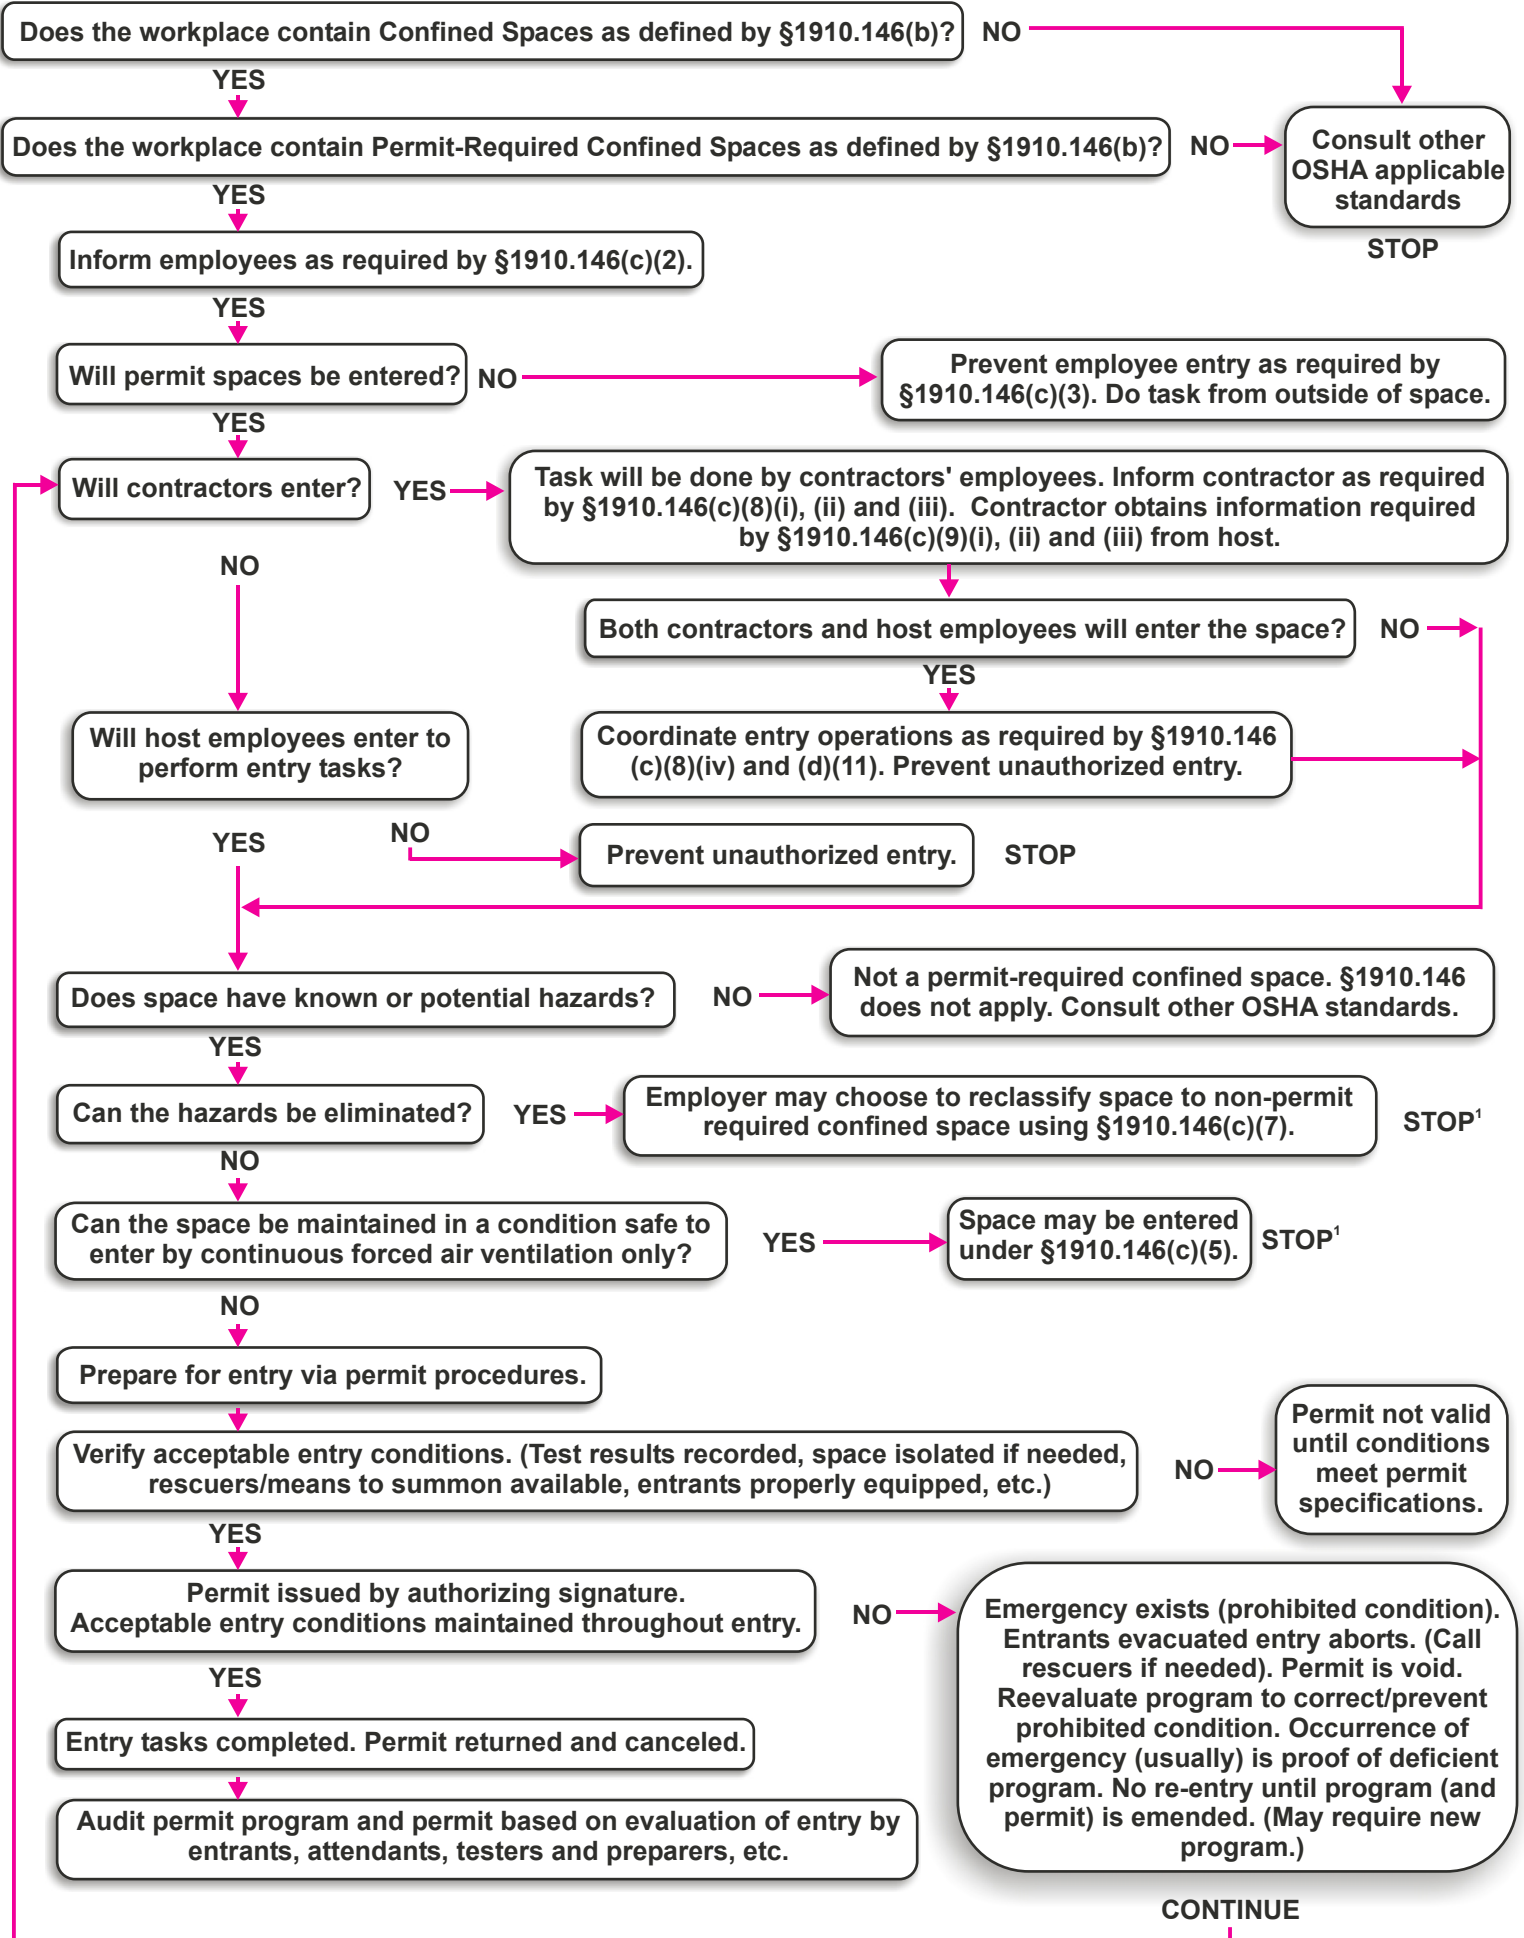 Does the workplace contain Confined Spaces as defined by §1910.146(b)?
NO
YES
Does the workplace contain Permit-Required Confined Spaces as defined by §1910.146(b)?
NO
Consult other
OSHA applicable
standards
STOP
YES
Inform employees as required by §1910.146(c)(2).
YES
Will permit spaces be entered?
NO
Prevent employee entry as required by
§1910.146(c)(3). Do task from outside of space.
YES
Will contractors enter?
YES
Task will be done by contractors' employees. Inform contractor as required
by §1910.146(c)(8)(i), (ii) and (iii).  Contractor obtains information required
by §1910.146(c)(9)(i), (ii) and (iii) from host.
NO
Both contractors and host employees will enter the space?
NO
YES
Will host employees enter to
perform entry tasks?
Coordinate entry operations as required by §1910.146
(c)(8)(iv) and (d)(11). Prevent unauthorized entry.
YES
NO
Prevent unauthorized entry.
STOP
Does space have known or potential hazards?
NO
Not a permit-required confined space. §1910.146
does not apply. Consult other OSHA standards.
YES
Can the hazards be eliminated?
YES
Employer may choose to reclassify space to non-permit
required confined space using §1910.146(c)(7).
STOP¹
NO
Can the space be maintained in a condition safe to
enter by continuous forced air ventilation only?
YES
Space may be entered
under §1910.146(c)(5).
STOP¹
NO
Prepare for entry via permit procedures.
Verify acceptable entry conditions. (Test results recorded, space isolated if needed,
rescuers/means to summon available, entrants properly equipped, etc.)
NO
Permit not valid
until conditions
meet permit
specifications.
YES
Permit issued by authorizing signature.
Acceptable entry conditions maintained throughout entry.
NO
Emergency exists (prohibited condition).
Entrants evacuated entry aborts. (Call
rescuers if needed). Permit is void.
Reevaluate program to correct/prevent
prohibited condition. Occurrence of
emergency (usually) is proof of deficient
program. No re-entry until program (and
permit) is emended. (May require new
program.)
YES
Entry tasks completed. Permit returned and canceled.
Audit permit program and permit based on evaluation of entry by
entrants, attendants, testers and preparers, etc.
CONTINUE